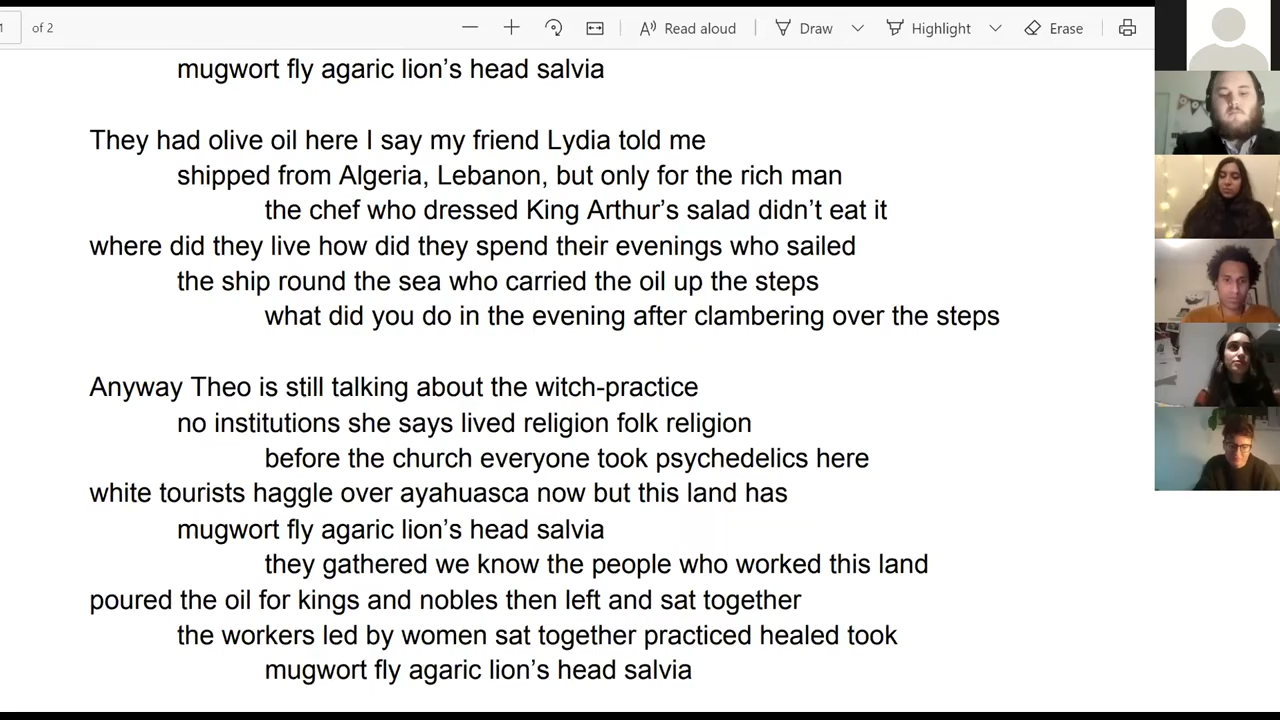 1 of 2 Read aloud Draw Highlight Erase
mugwort fly agaric lion’s head salvia
They had olive oil here I say my friend Lydia told me
shipped from Algeria, Lebanon, but only for the rich man
the chef who dressed King Arthur’s salad didn’t eat it
where did they live how did they spend their evenings who sailed
the ship round the sea who carried the oil up the steps
what did you do in the evening after clambering over the steps
Anyway Theo is still talking about the witch-practice
no institutions she says lived religion folk religion
before the church everyone took psychedelics here
white tourists haggle over ayahuasca now but this land has
mugwort fly agaric lion’s head salvia
they gathered we know the people who worked this land
poured the oil for kings and nobles then left and sat together
the workers led by women sat together practiced healed took
mugwort fly agaric lion’s head salvia